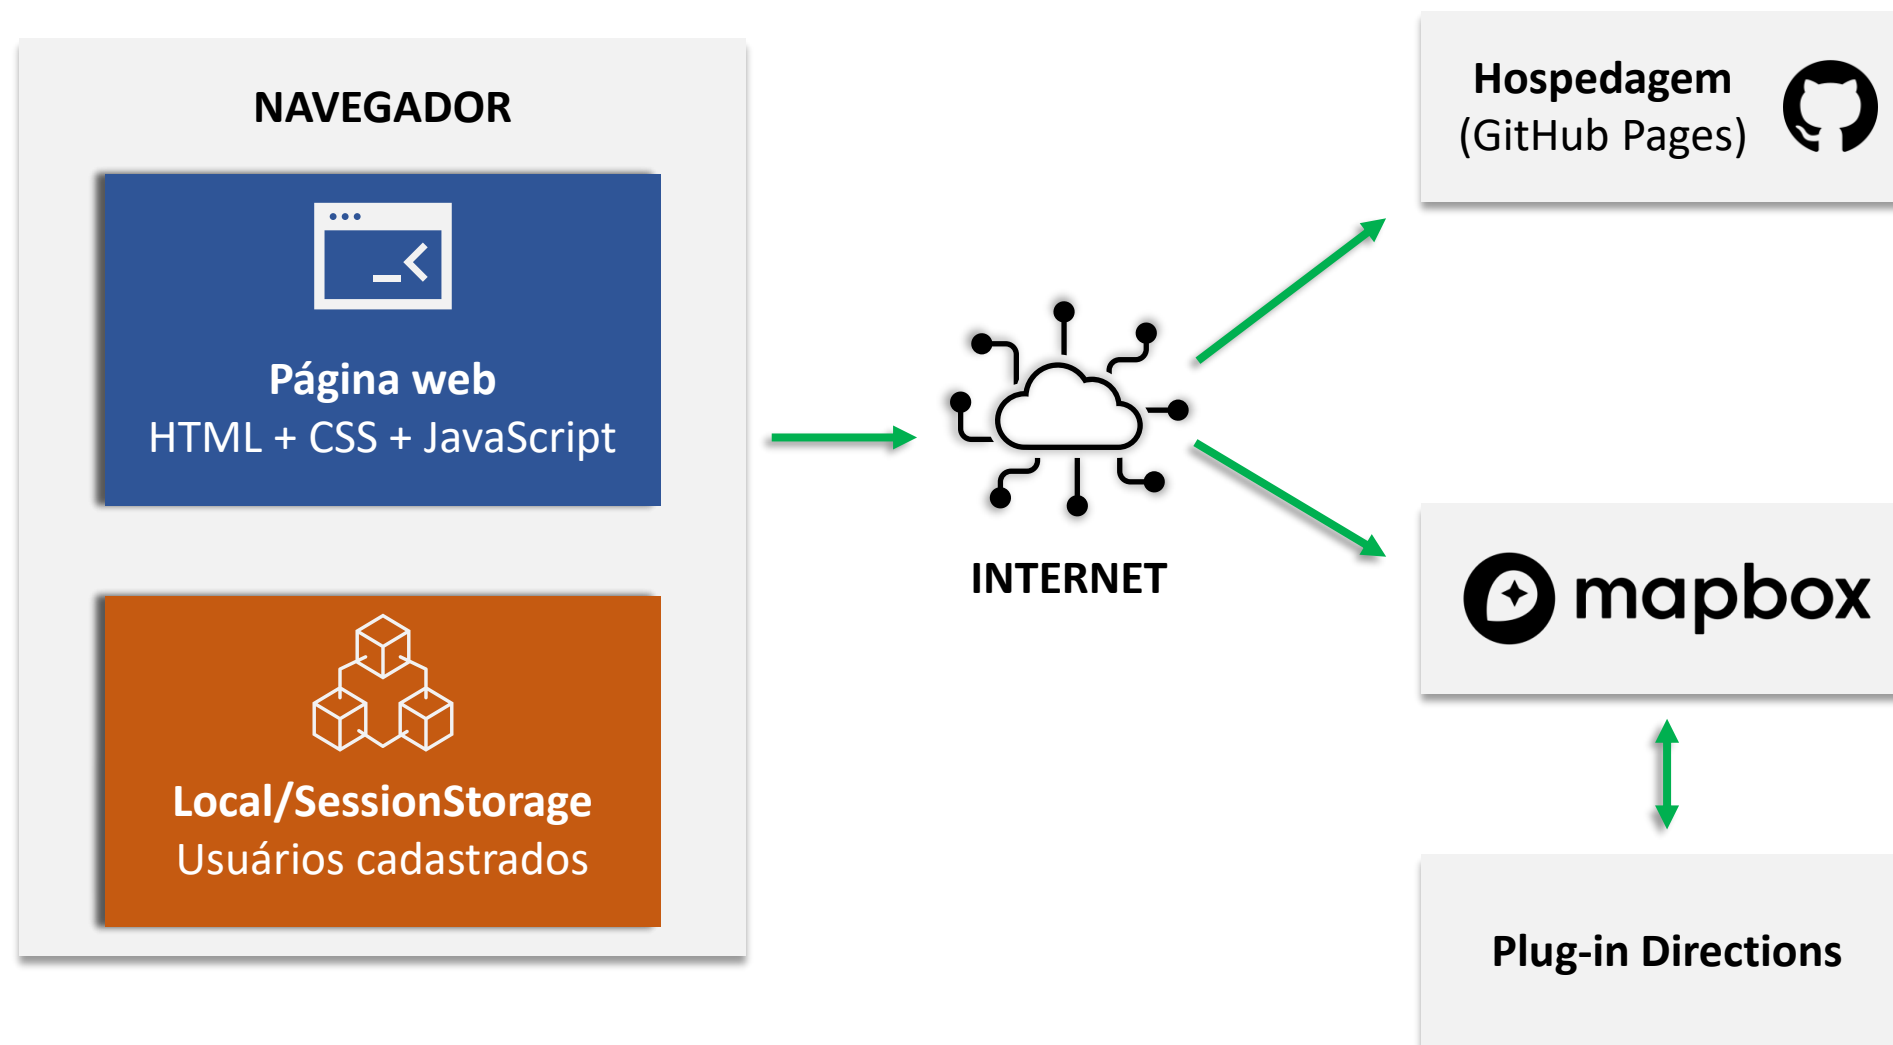 NAVEGADOR
Página web
HTML + CSS + JavaScript
Local/SessionStorage
Usuários cadastrados
INTERNET
Hospedagem
(GitHub Pages)
mapbox
Plug-in Directions